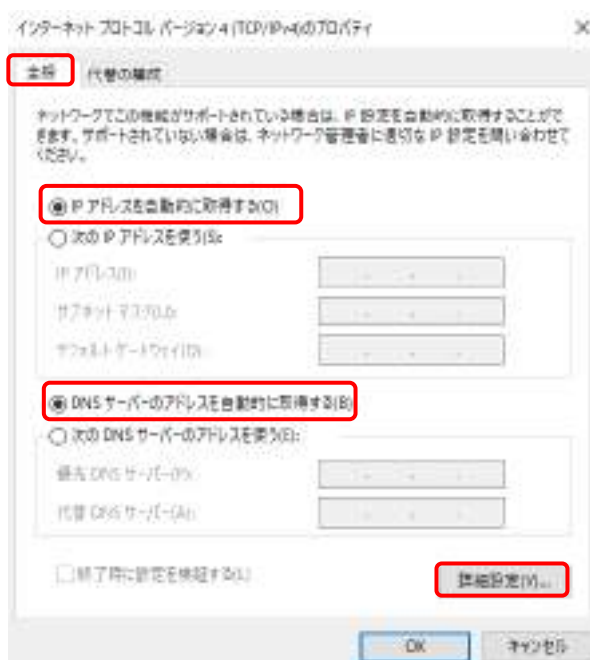 インターネット プロトコル バージョン 4 (TCP/IPv4)のプロパティ
全般 代替の構成
ネットワークでこの機能がサポートされている場合は、IP 設定を自動的に取得することがで
きます。サポートされていない場合は、ネットワーク管理者に適切な IP 設定を問い合わせて
ください。
IP アドレスを自動的に取得する(O)
次の IP アドレスを使う(S):
IP アドレス(I):
サブネット マスク(U):
デフォルト ゲートウェイ(D):
DNS サーバーのアドレスを自動的に取得する(B)
次の DNS サーバーのアドレスを使う(E):
優先 DNS サーバー(P):
代替 DNS サーバー(A):
終了時に設定を検証する(L)
詳細設定(V)...
OK キャンセル